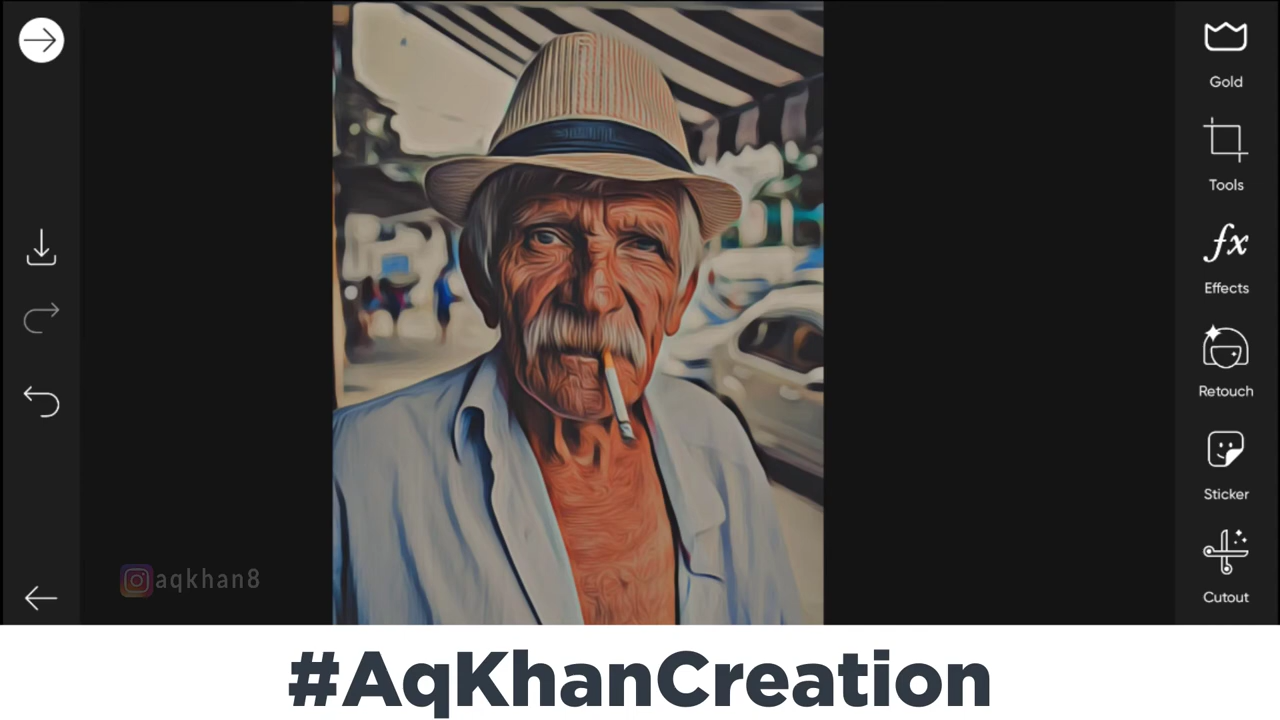 Gold
Tools
fx
Effects
Retouch
Sticker
Cutout
aqkhan8
#AqKhanCreation